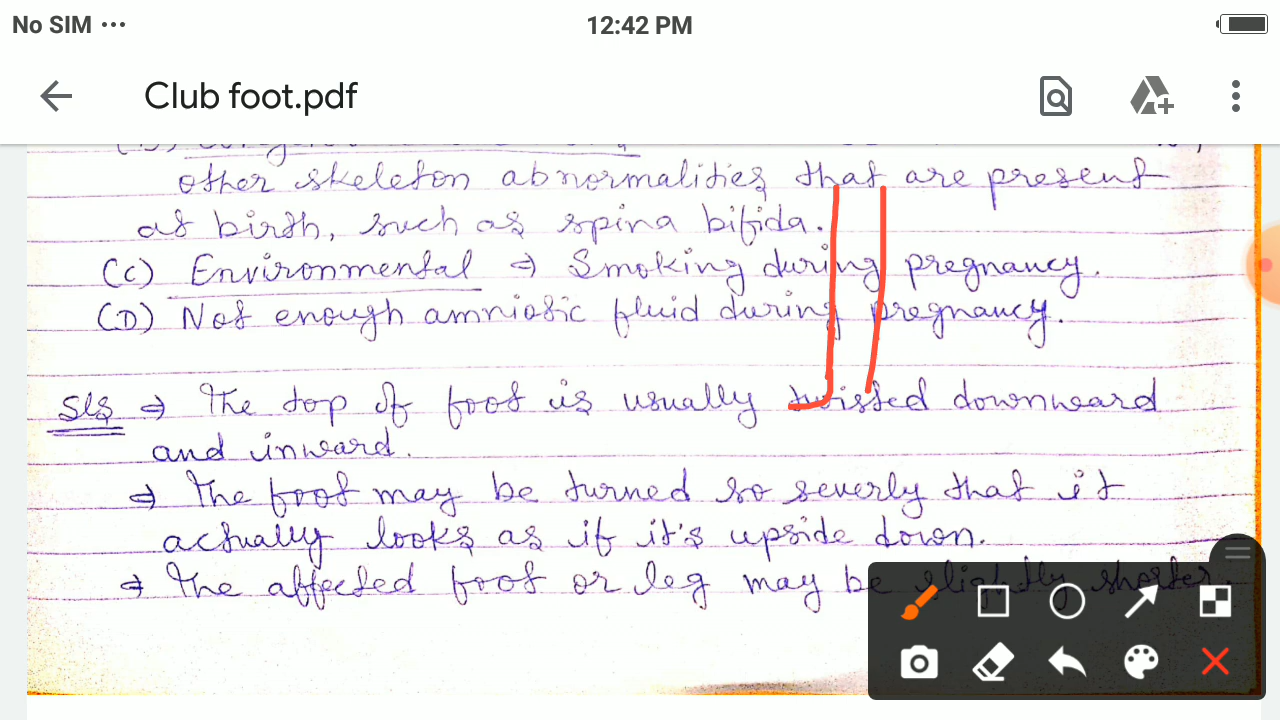 No SIM ···
12:42 PM
Club foot.pdf
other skeleton abnormalities that are present
at birth, such as spina bifida.
(C) Environmental ⇒ Smoking during pregnancy.
(D) Not enough amniotic fluid during pregnancy.
S/S ⇒ The top of foot is usually twisted downward
and inward.
⇒ The foot may be turned so severly that it
actually looks as if it's upside down.
⇒ The affected foot or leg may be slightly shorter.